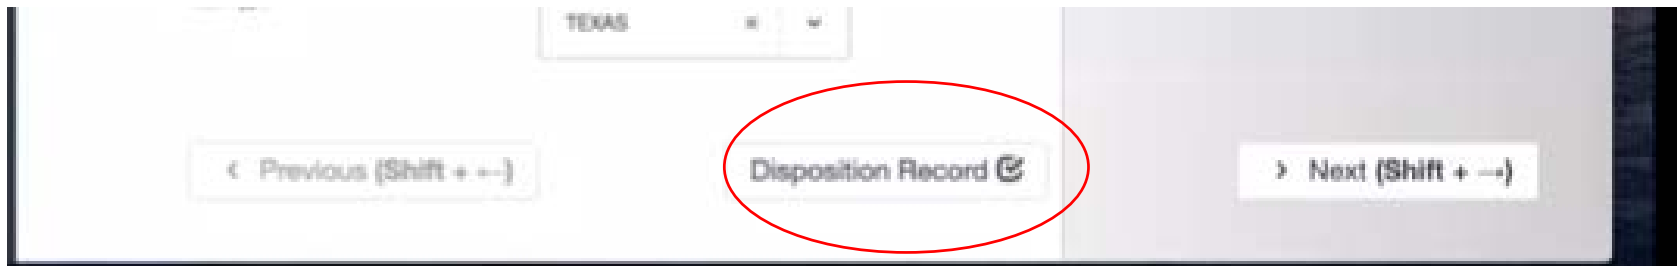 TEXAS
Previous (Shift + ←)
Disposition Record
Next (Shift + →)